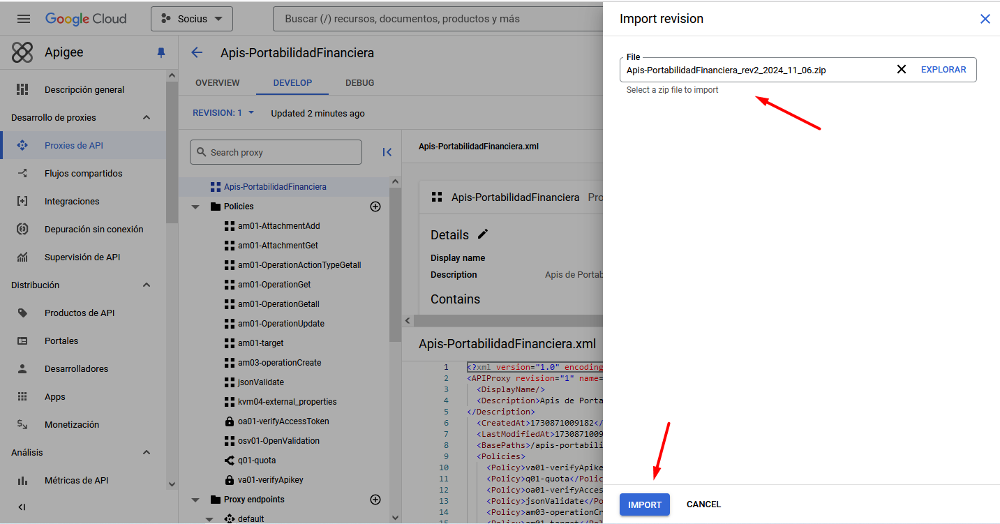 Google Cloud
Socius
Buscar (/) recursos, documentos, productos y más
Apigee
Descripción general
Desarrollo de proxies
Proxies de API
Flujos compartidos
Integraciones
Depuración sin conexión
Supervisión de API
Distribución
Productos de API
Portales
Desarrolladores
Apps
Monetización
Análisis
Métricas de API
Apis-PortabilidadFinanciera
OVERVIEW
DEVELOP
DEBUG
REVISION: 1
Updated 2 minutes ago
Search proxy
Apis-PortabilidadFinanciera
Policies
am01-AttachmentAdd
am01-AttachmentGet
am01-OperationActionTypeGetall
am01-OperationGet
am01-OperationGetall
am01-OperationUpdate
am01-target
am03-operationCreate
jsonValidate
kvm04-external_properties
oa01-verifyAccessToken
osv01-OpenValidation
q01-quota
va01-verifyApikey
Proxy endpoints
default
Apis-PortabilidadFinanciera.xml
Apis-PortabilidadFinanciera Pro
Details
Display name
Description Apis de Portab
Contains
Apis-PortabilidadFinanciera.xml
1 <?xml version="1.0" encoding
2 <APIProxy revision="1" name=
3 <DisplayName/>
4 <Description>Apis de Porta
5 </Description>
6 <CreatedAt>1730871009182</
7 <LastModifiedAt>1730871009
8 <BasePaths>/apis-portabili
9 <Policies>
10 <Policy>va01-verifyApike
11 <Policy>q01-quota</Polic
12 <Policy>oa01-verifyAcces
13 <Policy>jsonValidate</Po
14 <Policy>am03-operationCr
15 <Policy>am01-target</Pol
Import revision
File
Apis-PortabilidadFinanciera_rev2_2024_11_06.zip
EXPLORAR
Select a zip file to import
IMPORT
CANCEL